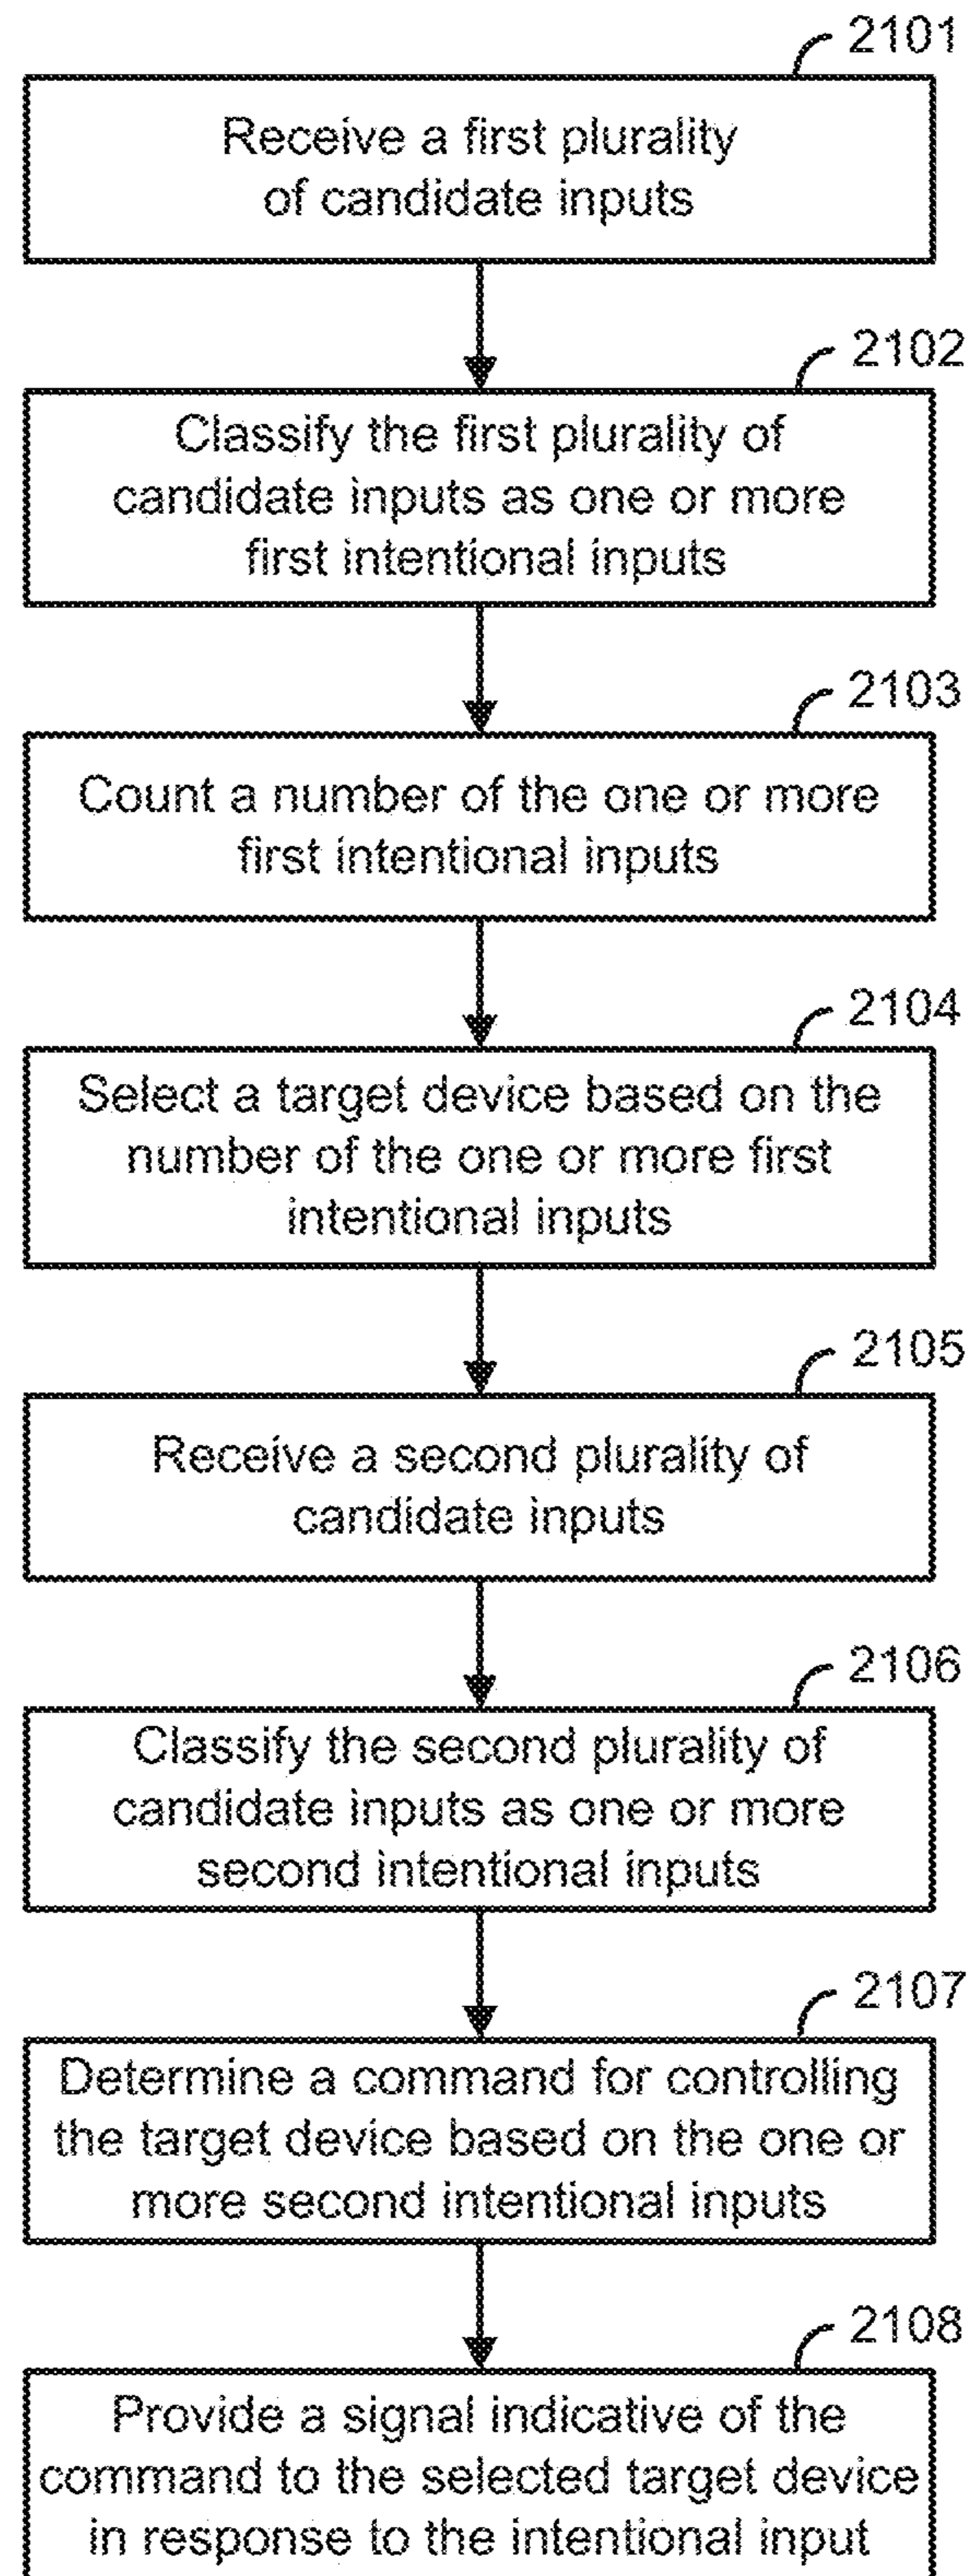 2101
Receive a first plurality
of candidate inputs
2102
Classify the first plurality of
candidate inputs as one or more
first intentional inputs
2103
Count a number of the one or more
first intentional inputs
2104
Select a target device based on the
number of the one or more first
intentional inputs
2105
Receive a second plurality of
candidate inputs
2106
Classify the second plurality of
candidate inputs as one or more
second intentional inputs
2107
Determine a command for controlling
the target device based on the one or
more second intentional inputs
2108
Provide a signal indicative of the
command to the selected target device
in response to the intentional input